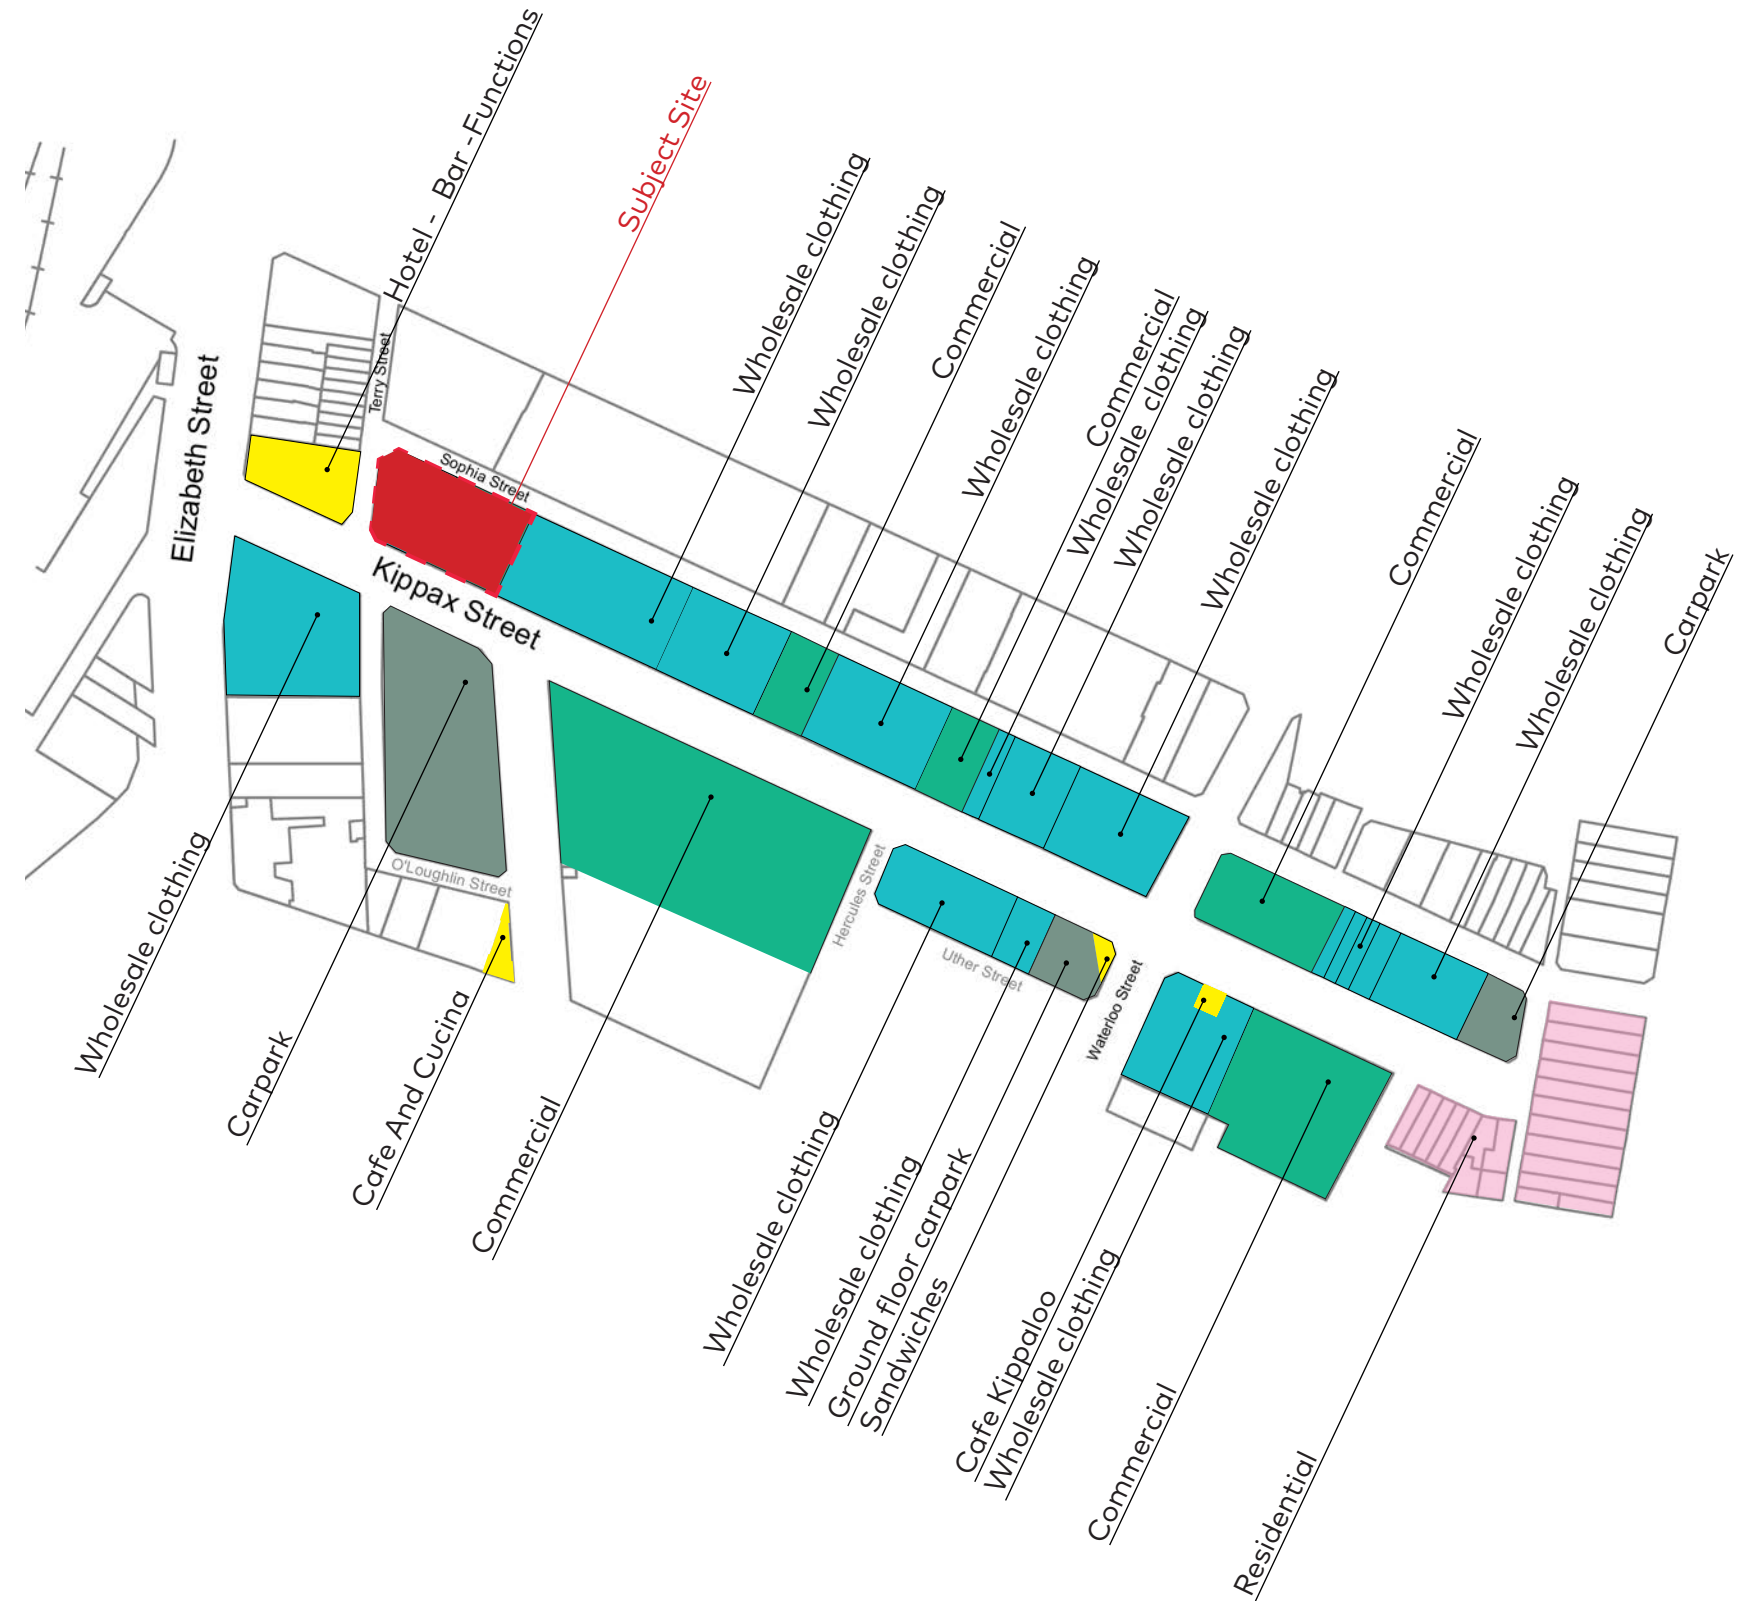 Hotel - Bar -Functions
Subject Site
Wholesale clothing
Wholesale clothing
Commercial
Wholesale clothing
Commercial
Wholesale clothing
Wholesale clothing
Wholesale clothing
Commercial
Wholesale clothing
Wholesale clothing
Carpark
Elizabeth Street
Terry Street
Sophia Street
Kippax Street
O'Loughlin Street
Hercules Street
Uther Street
Waterloo Street
Wholesale clothing
Carpark
Cafe And Cucina
Commercial
Wholesale clothing
Wholesale clothing
Ground floor carpark
Sandwiches
Cafe Kippaloo
Wholesale clothing
Commercial
Residential